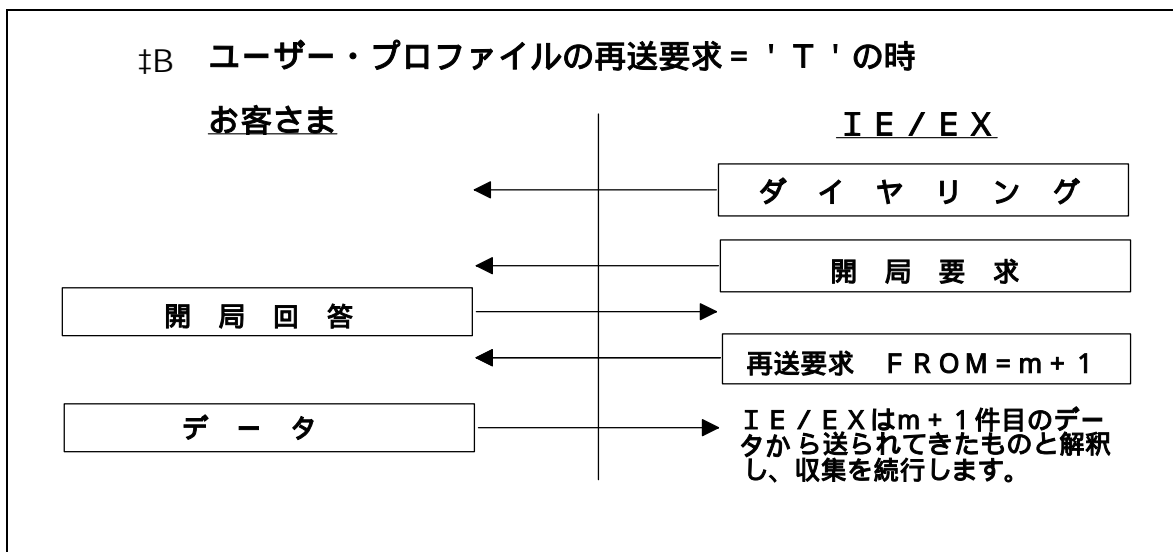 ‡B ユーザー・プロファイルの再送要求＝＇Ｔ＇の時
お客さま
ＩＥ／ＥＸ
ダイヤリング
開局要求
開局回答
再送要求 ＦＲＯＭ＝ｍ＋１
データ
ＩＥ／ＥＸはｍ＋１件目のデー
タから送られてきたものと解釈
し、収集を続行します。